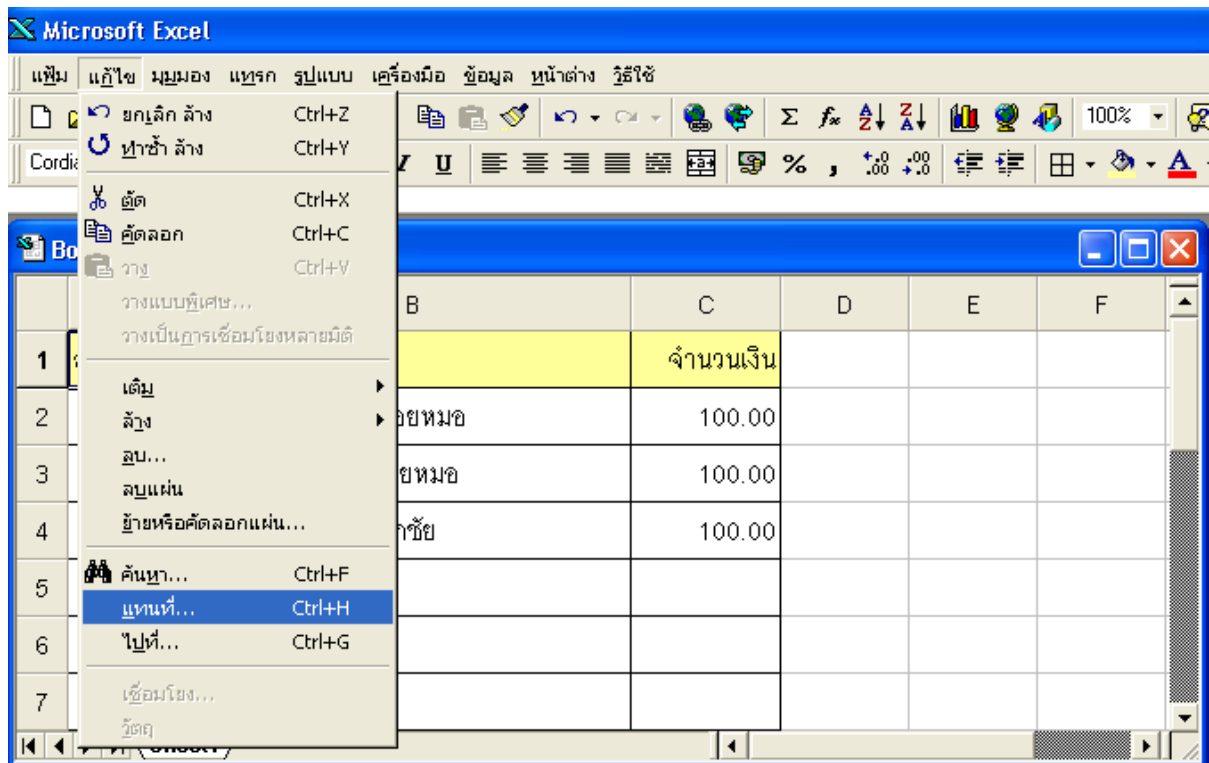 Microsoft Excel
แฟ้ม แก้ไข มุมมอง แทรก รูปแบบ เครื่องมือ ข้อมูล หน้าต่าง วิธีใช้
100%
Cordia
U % ,
ยกเลิก ล้าง Ctrl+Z
ทำซ้ำ ล้าง Ctrl+Y
ตัด Ctrl+X
คัดลอก Ctrl+C
วาง Ctrl+V
วางแบบพิเศษ...
วางเป็นการเชื่อมโยงหลายมิติ
เติม
ล้าง
ลบ...
ลบแผ่น
ย้ายหรือคัดลอกแผ่น...
ค้นหา... Ctrl+F
แทนที่... Ctrl+H
ไปที่... Ctrl+G
เชื่อมโยง...
วัตถุ
Bo
B C D E F
1 จำนวนเงิน
2 อยหมอ 100.00
3 ยหมอ 100.00
4 าชัย 100.00
5
6
7